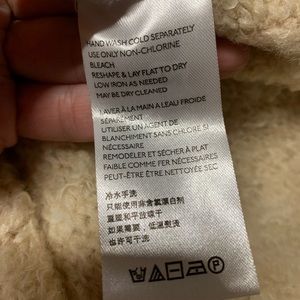 HAND WASH COLD SEPARATELY
USE ONLY NON-CHLORINE
BLEACH
RESHAPE & LAY FLAT TO DRY
LOW IRON AS NEEDED
MAY BE DRY CLEANED
LAVER À LA MAIN A LEAU FROIDE
SÉPARÉMENT
UTILISER UN AGENT DE
BLANCHIMENT SANS CHLORE SI
NÉCESSAIRE
REMODELER ET SÉCHER À PLAT
FAIBLE COMME FER NÉCESSAIRES
PEUT-ÊTRE ÊTRE NETTOYÉE SEC
冷水手洗
只能使用非含氯漂白剂
重塑和平放晾干
如果需要,低温熨烫
也许可干洗
P